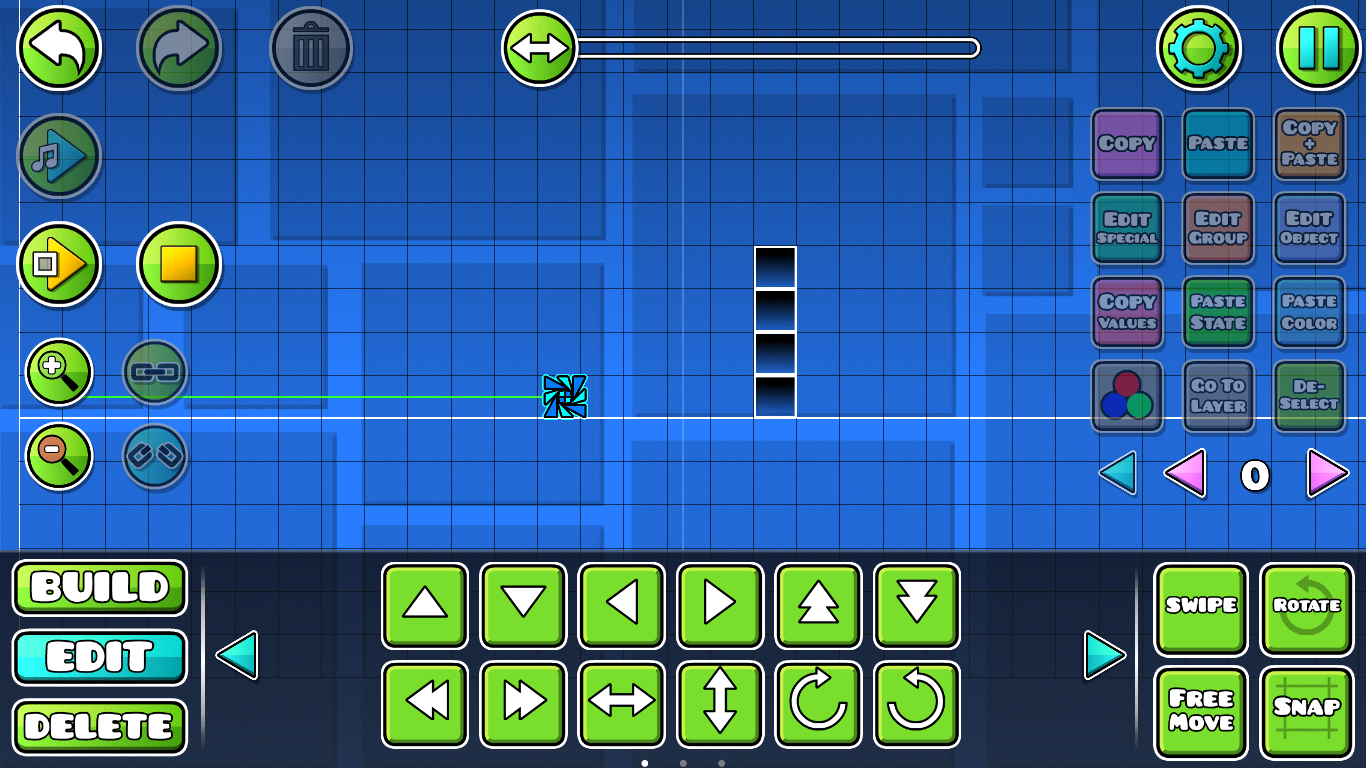 COPY
PASTE
COPY
+
PASTE
EDIT
SPECIAL
EDIT
GROUP
EDIT
OBJECT
COPY
VALUES
PASTE
STATE
PASTE
COLOR
GO TO
LAYER
DE-
SELECT
0
BUILD
EDIT
DELETE
SWIPE
ROTATE
FREE
MOVE
SNAP